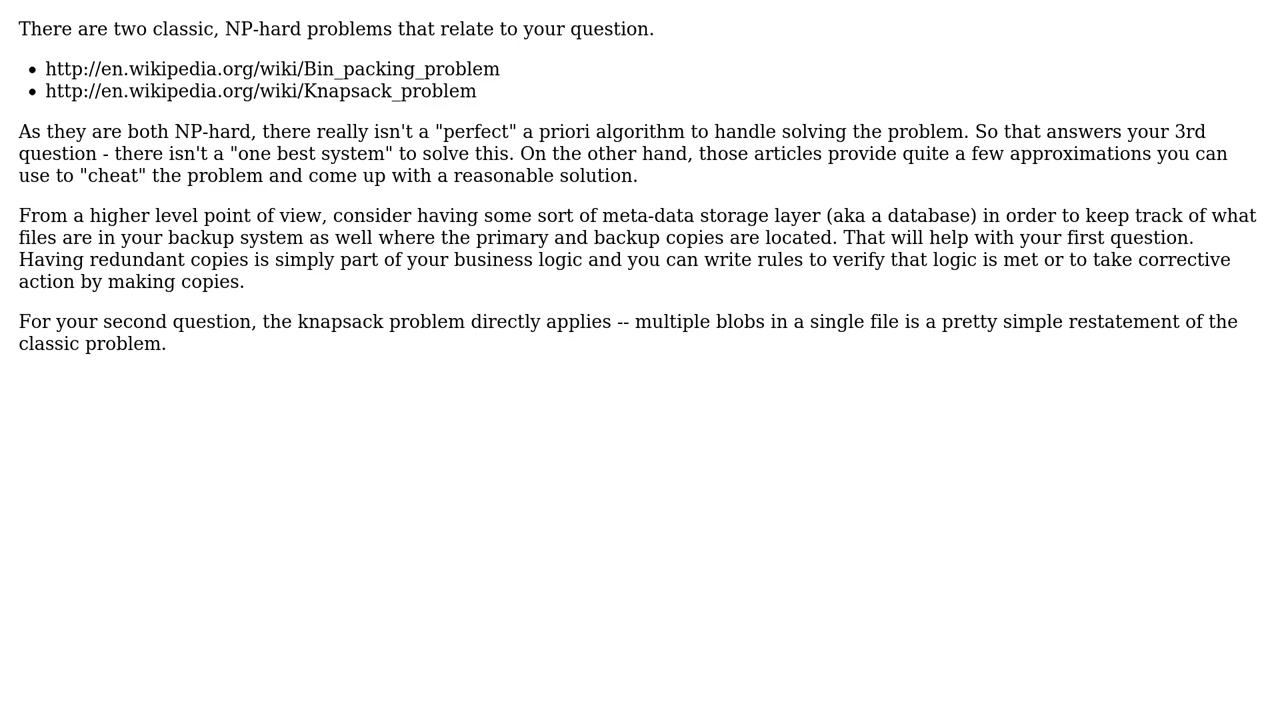 There are two classic, NP-hard problems that relate to your question.
• http://en.wikipedia.org/wiki/Bin_packing_problem
• http://en.wikipedia.org/wiki/Knapsack_problem
As they are both NP-hard, there really isn't a "perfect" a priori algorithm to handle solving the problem. So that answers your 3rd
question - there isn't a "one best system" to solve this. On the other hand, those articles provide quite a few approximations you can
use to "cheat" the problem and come up with a reasonable solution.
From a higher level point of view, consider having some sort of meta-data storage layer (aka a database) in order to keep track of what
files are in your backup system as well where the primary and backup copies are located. That will help with your first question.
Having redundant copies is simply part of your business logic and you can write rules to verify that logic is met or to take corrective
action by making copies.
For your second question, the knapsack problem directly applies -- multiple blobs in a single file is a pretty simple restatement of the
classic problem.